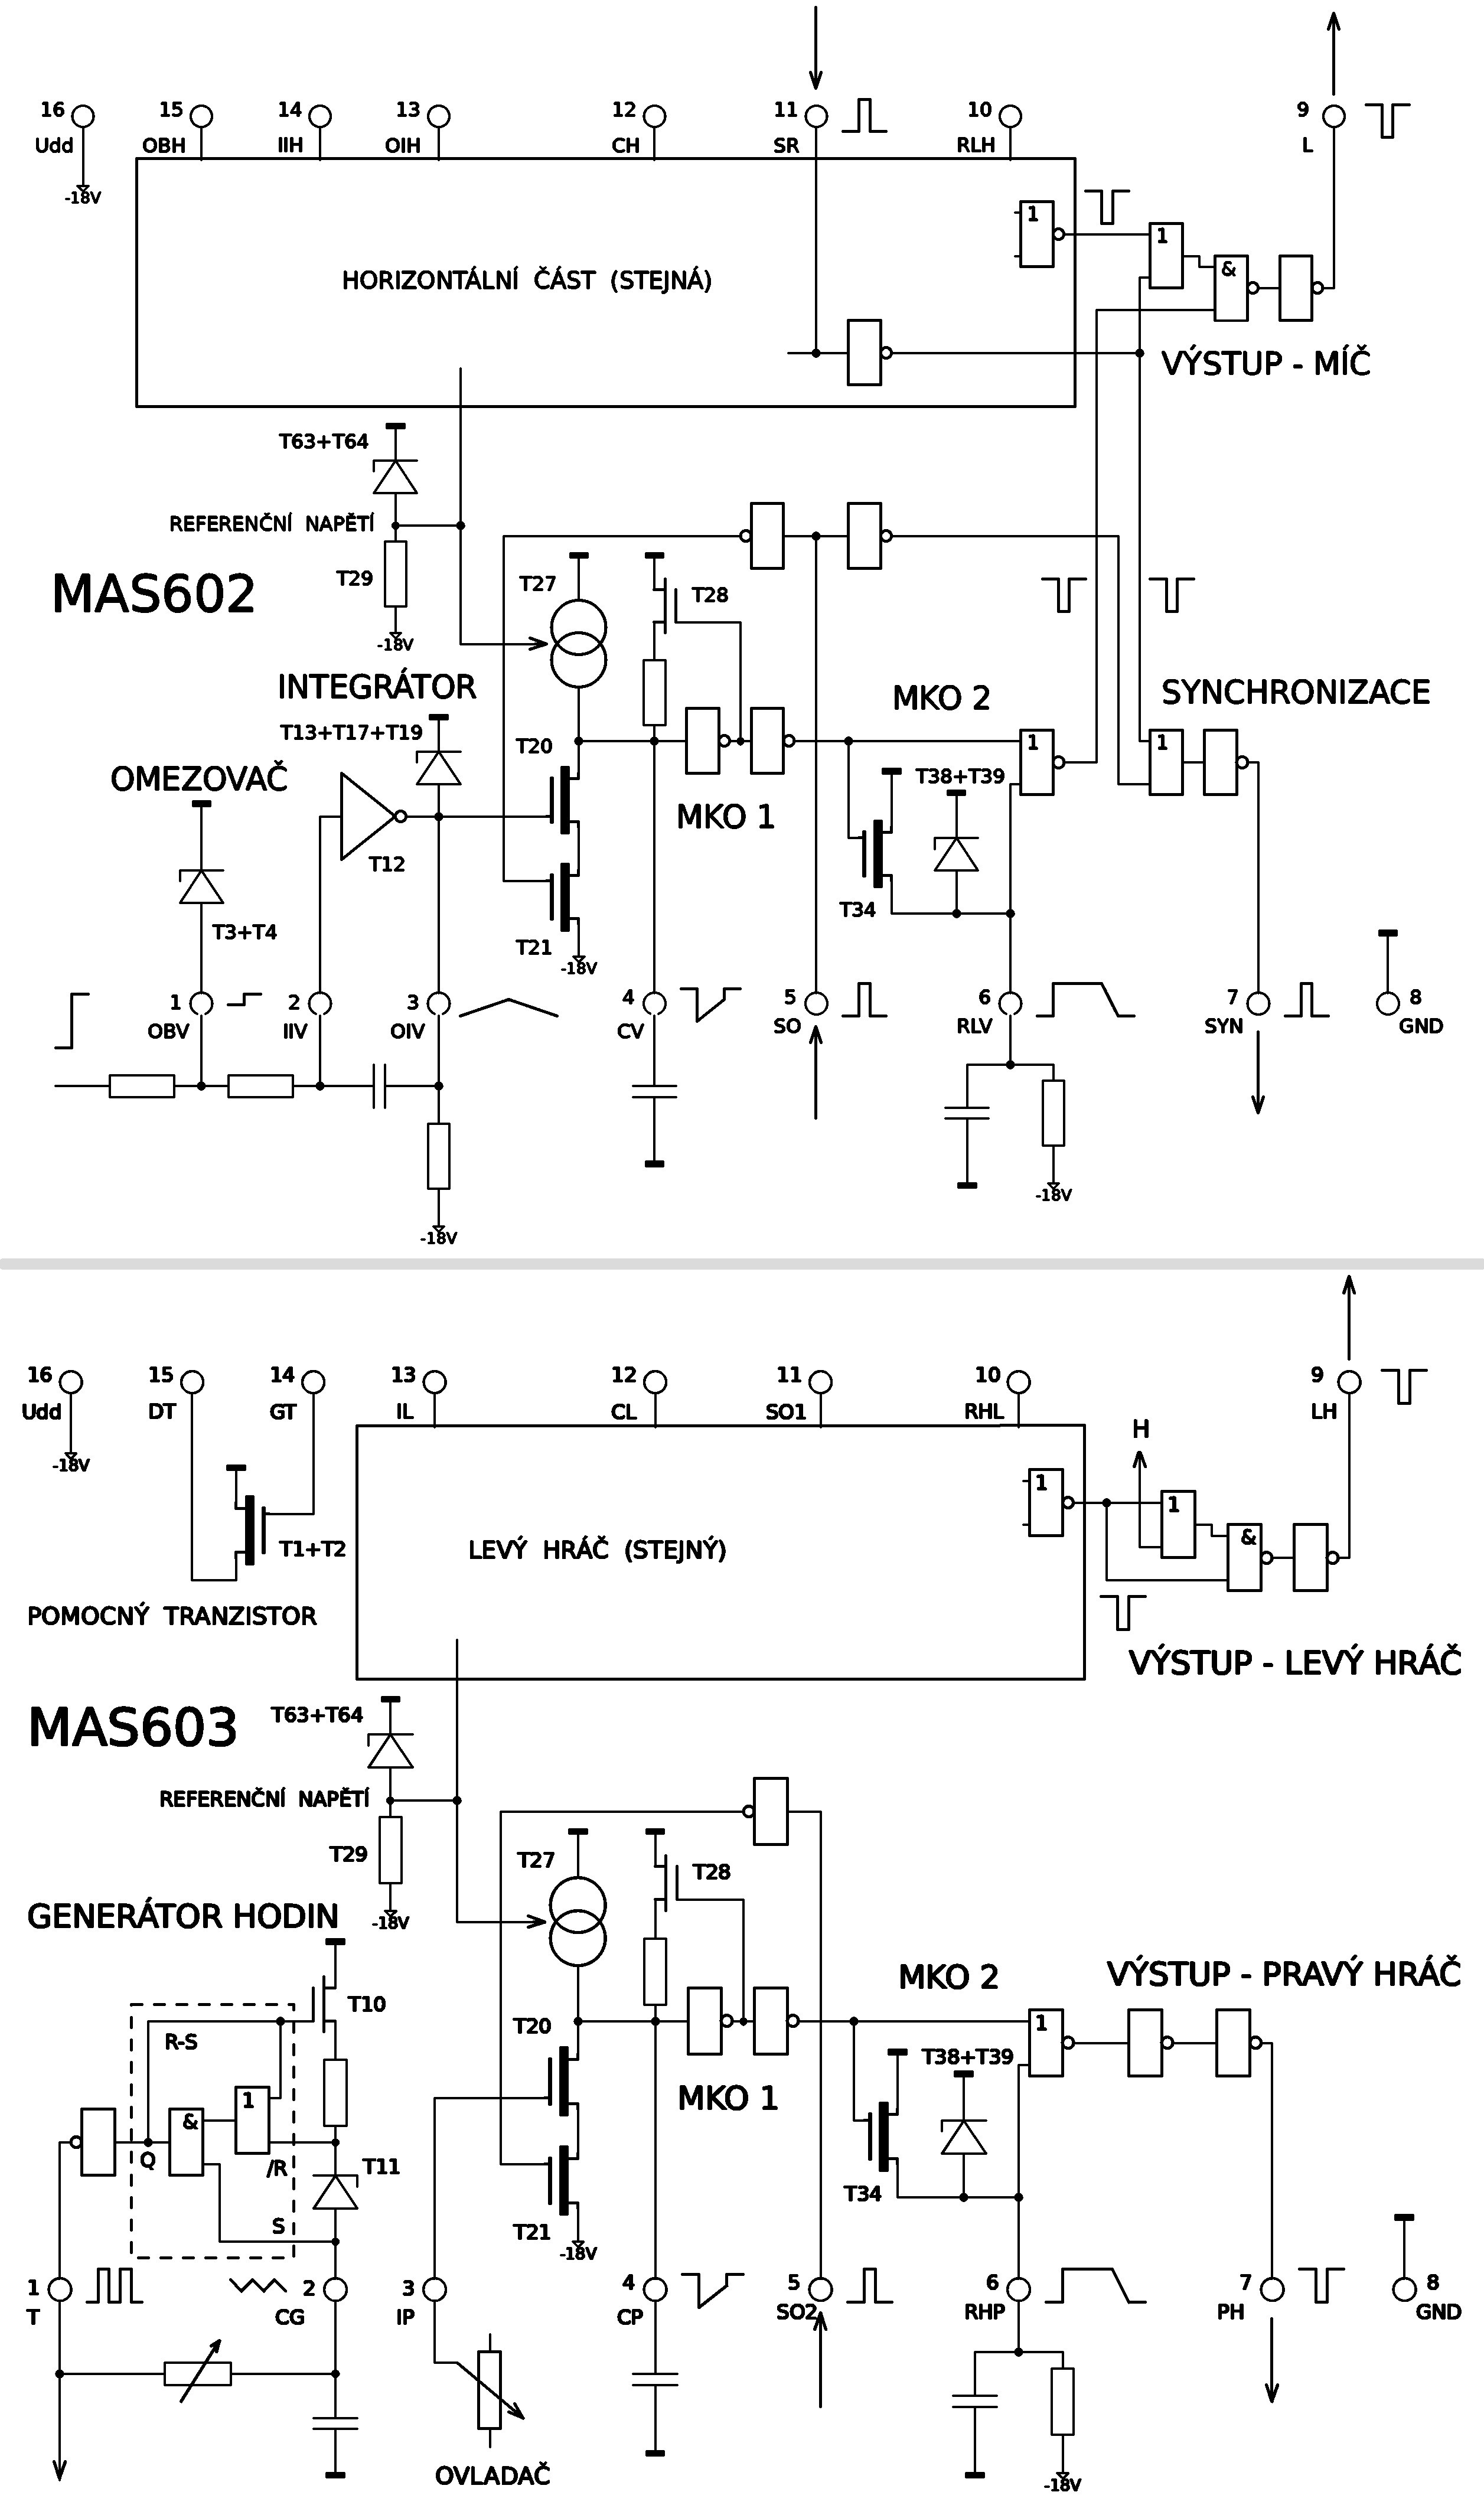 16 15 14 13 12 11 10 9
Udd OBH IIH OIH CH SR RLH L
-18V
1
1
&
HORIZONTÁLNÍ ČÁST (STEJNÁ)
VÝSTUP - MÍČ
T63+T64
REFERENČNÍ NAPĚTÍ
MAS602
T29
-18V
T27
T28
INTEGRÁTOR
MKO 2
SYNCHRONIZACE
T13+T17+T19
T20
1
1
OMEZOVAČ
T38+T39
MKO 1
T12
T34
T3+T4
T21
-18V
1 2 3 4 5 6 7 8
OBV IIV OIV CV SO RLV SYN GND
-18V
-18V
16 15 14 13 12 11 10 9
Udd DT GT IL CL SO1 RHL LH
H
-18V
1
1
&
T1+T2
LEVÝ HRÁČ (STEJNÝ)
POMOCNÝ TRANZISTOR
VÝSTUP - LEVÝ HRÁČ
MAS603
T63+T64
REFERENČNÍ NAPĚTÍ
T29
T27
T28
GENERÁTOR HODIN
-18V
MKO 2
VÝSTUP - PRAVÝ HRÁČ
T10
T20
R-S
1
T38+T39
MKO 1
1
&
Q
/R
T11
T34
S
T21
-18V
1 2 3 4 5 6 7 8
T CG IP CP SO2 RHP PH GND
OVLADAČ
-18V